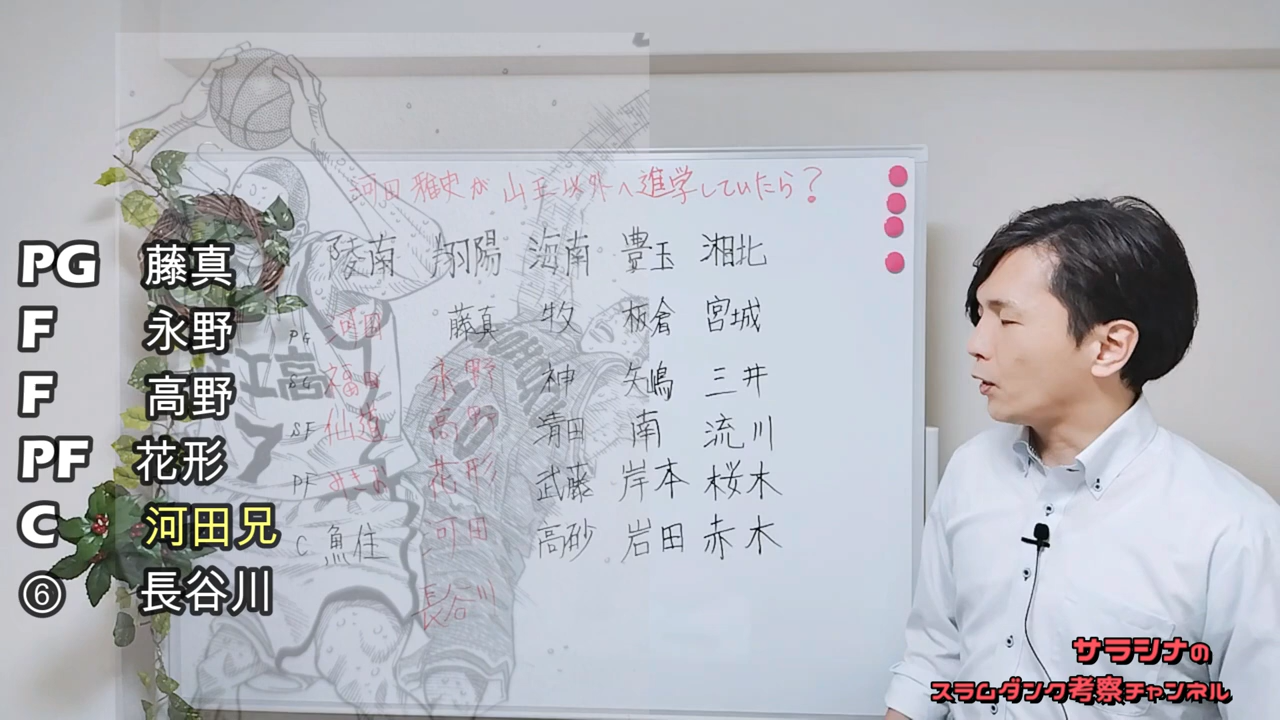 河田雅史が山王以外へ進学していたら?
陵南 翔陽 海南 豊玉 湘北
PG 河田 藤真 牧 板倉 宮城
SG 福田 永野 神 矢嶋 三井
SF 仙道 高野 清田 南 流川
PF 花形 武藤 岸本 桜木
C 魚住 河田 高砂 岩田 赤木
長谷川
PG 藤真
F 永野
F 高野
PF 花形
C 河田兄
⑥ 長谷川
サラシナの
スラムダンク考察チャンネル